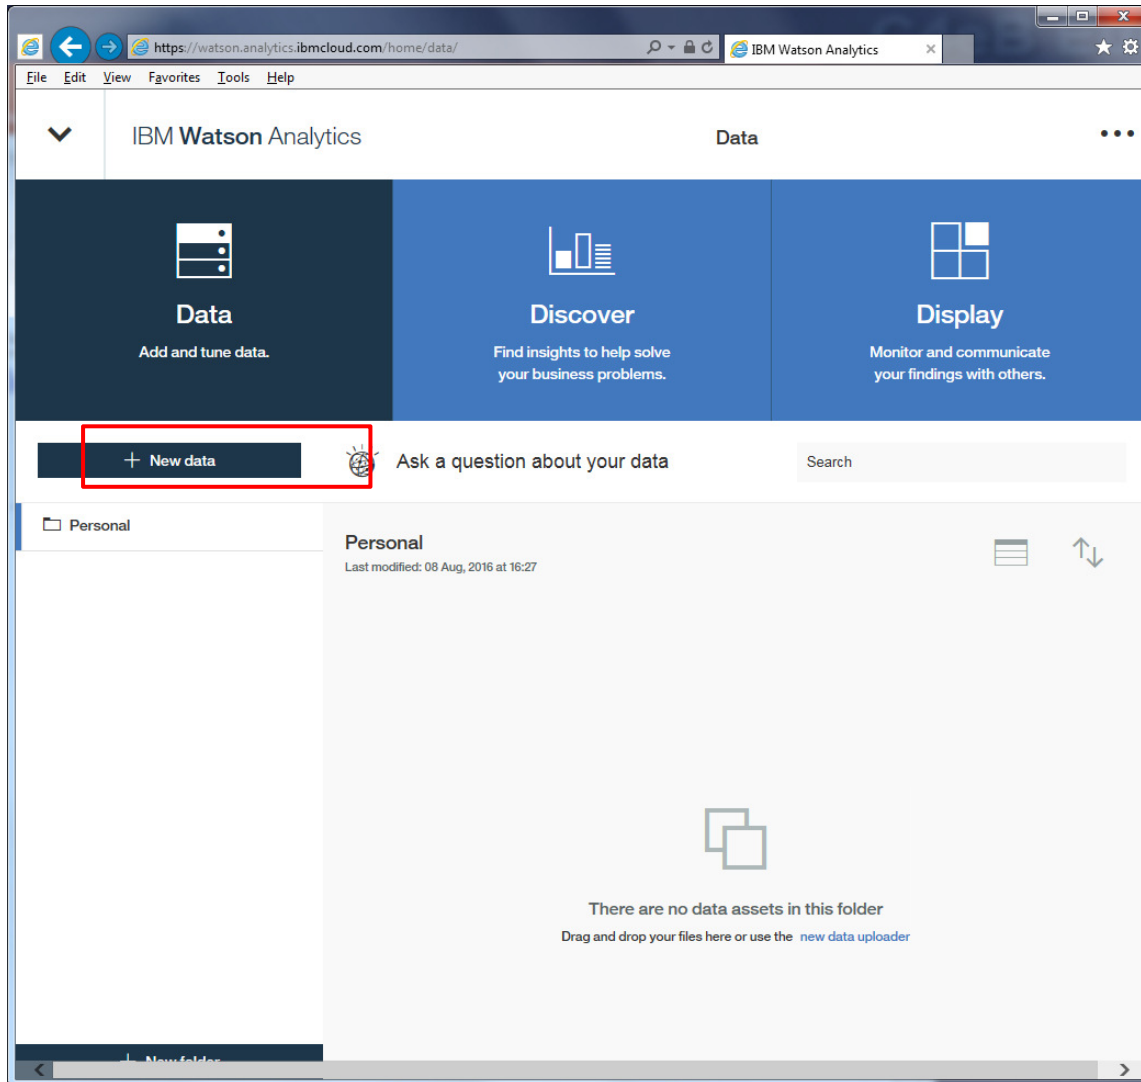 https://watson.analytics.ibmcloud.com/home/data/
IBM Watson Analytics
File Edit View Favorites Tools Help
IBM Watson Analytics
Data
Data
Add and tune data.
Discover
Find insights to help solve
your business problems.
Display
Monitor and communicate
your findings with others.
+ New data
Ask a question about your data
Search
Personal
Personal
Last modified: 08 Aug, 2016 at 16:27
There are no data assets in this folder
Drag and drop your files here or use the new data uploader
+ New folder